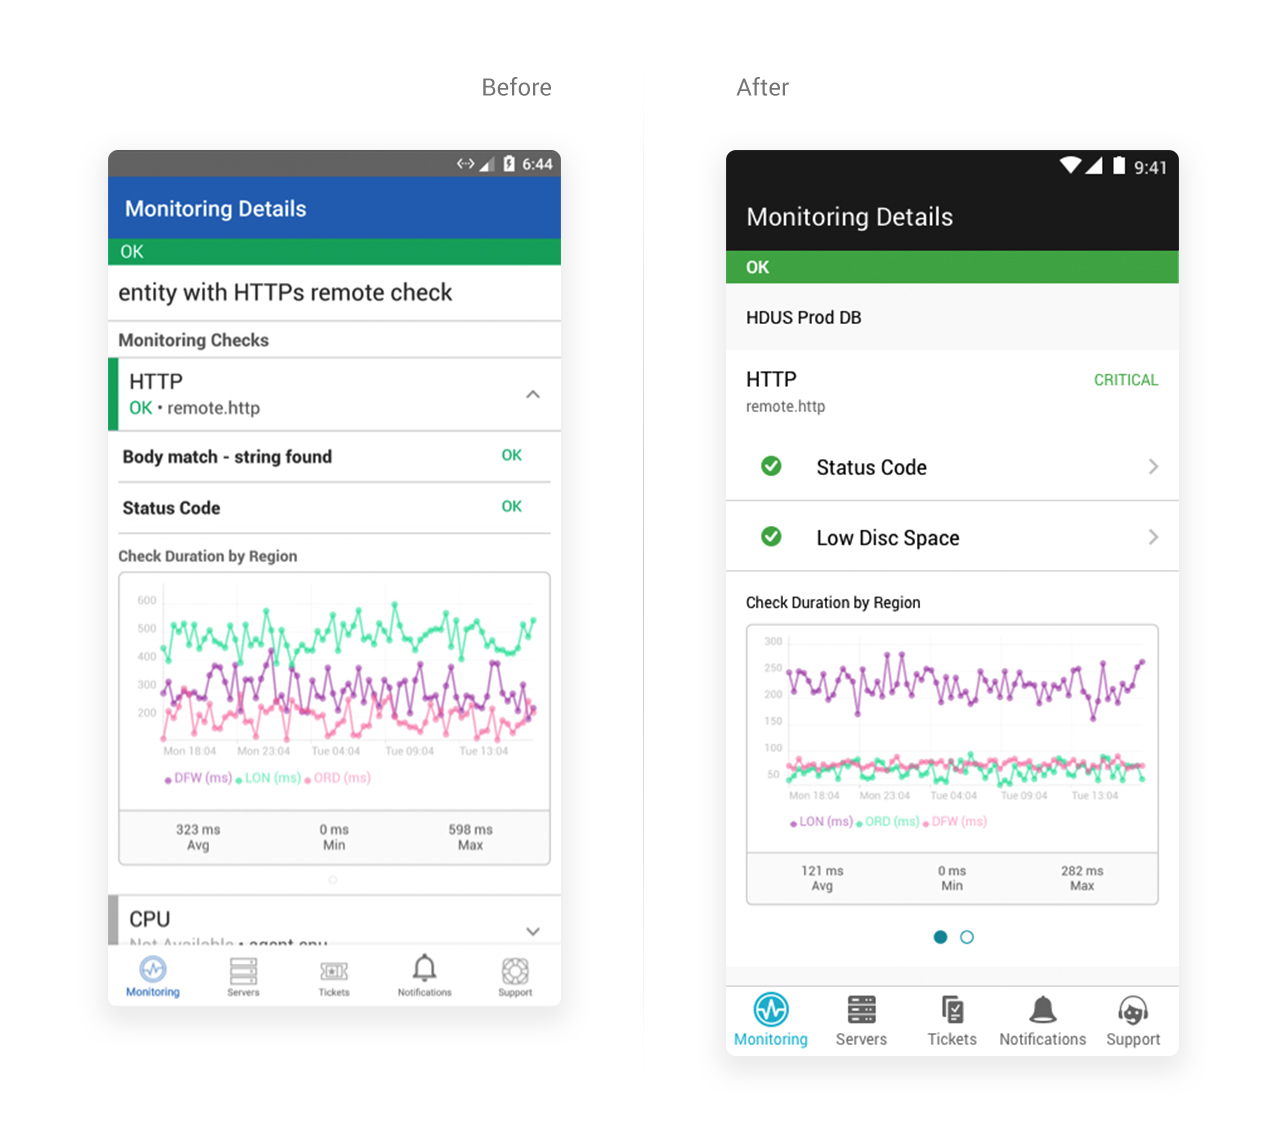 Before
6:44
Monitoring Details
OK
entity with HTTPs remote check
Monitoring Checks
HTTP
OK • remote.http
Body match - string found OK
Status Code OK
Check Duration by Region
600
500
400
300
200
Mon 18:04 Mon 23:04 Tue 04:04 Tue 09:04 Tue 13:04
DFW (ms) LON (ms) ORD (ms)
323 ms 0 ms 598 ms
Avg Min Max
CPU
Not Available • agent.cpu
Monitoring Servers Tickets Notifications Support
After
9:41
Monitoring Details
OK
HDUS Prod DB
HTTP CRITICAL
remote.http
Status Code
Low Disc Space
Check Duration by Region
300
250
200
150
100
50
Mon 18:04 Mon 23:04 Tue 04:04 Tue 09:04 Tue 13:04
LON (ms) ORD (ms) DFW (ms)
121 ms 0 ms 282 ms
Avg Min Max
Monitoring Servers Tickets Notifications Support